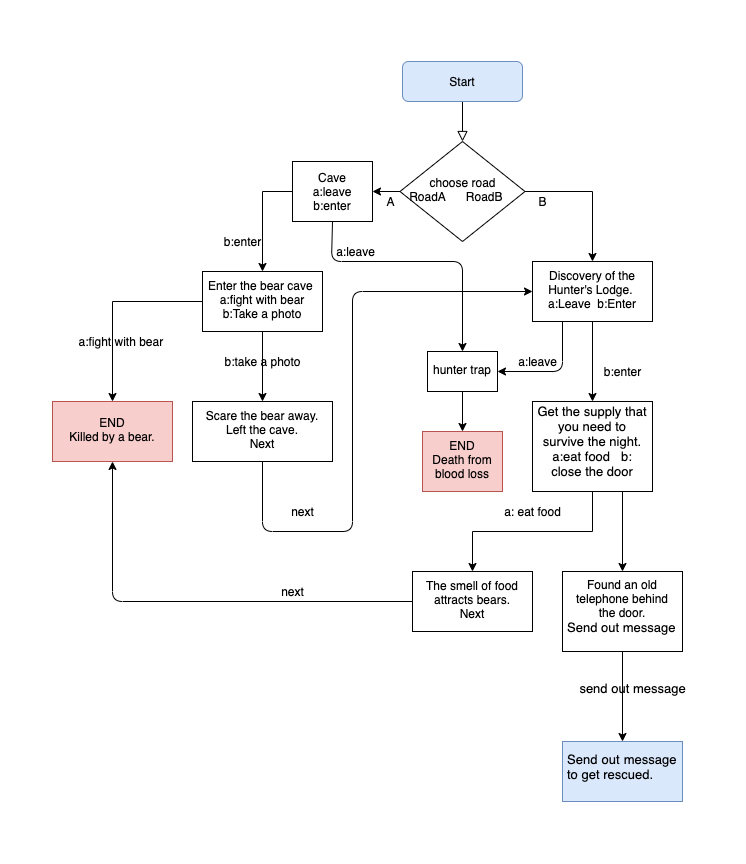 Start
choose road
RoadA RoadB
A
B
Cave
a:leave
b:enter
b:enter
a:leave
Discovery of the
Hunter's Lodge.
a:Leave b:Enter
Enter the bear cave
a:fight with bear
b:Take a photo
a:fight with bear
b:take a photo
hunter trap
a:leave
b:enter
END
Killed by a bear.
Scare the bear away.
Left the cave.
Next
END
Death from
blood loss
Get the supply that
you need to
survive the night.
a:eat food b:
close the door
next
a: eat food
The smell of food
attracts bears.
Next
next
Found an old
telephone behind
the door.
Send out message
send out message
Send out message
to get rescued.